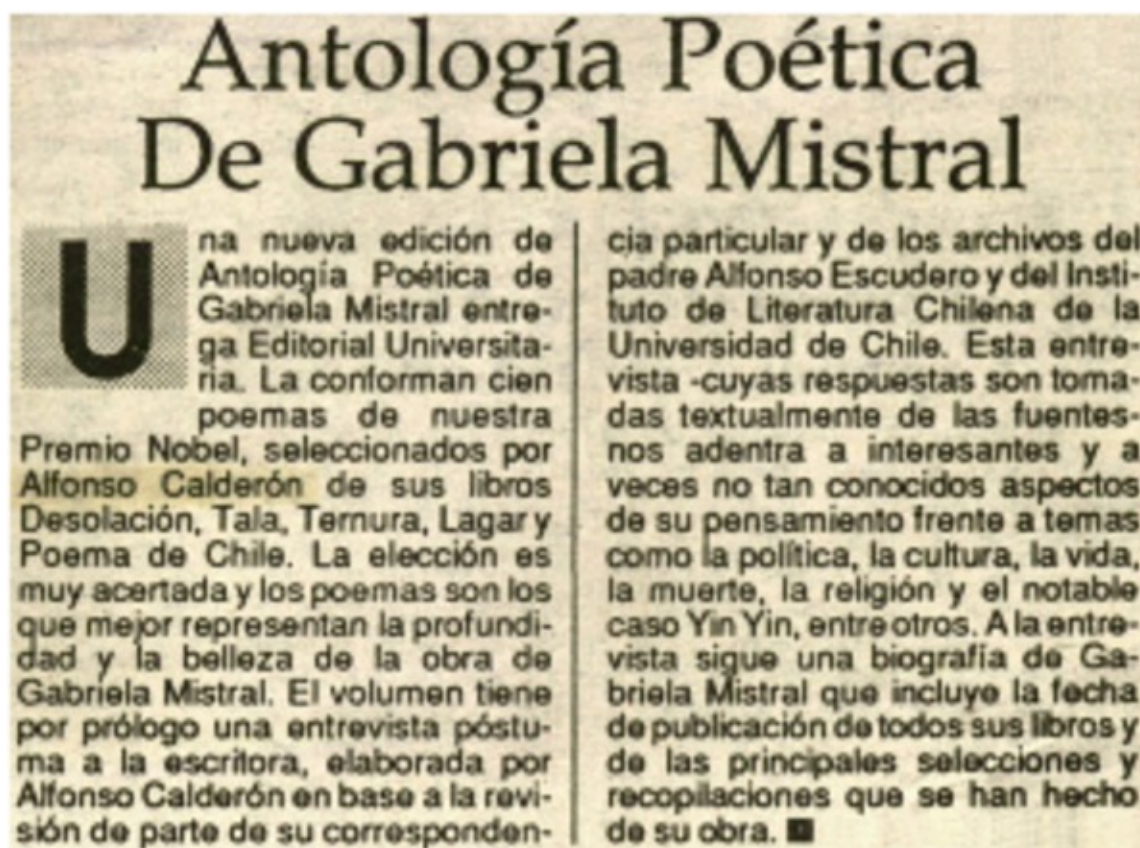 Antología Poética
De Gabriela Mistral
Una nueva edición de
Antología Poética de
Gabriela Mistral entre-
ga Editorial Universita-
ria. La conforman cien
poemas de nuestra
Premio Nobel, seleccionados por
Alfonso Calderón de sus libros
Desolación, Tala, Ternura, Lagar y
Poema de Chile. La elección es
muy acertada y los poemas son los
que mejor representan la profundi-
dad y la belleza de la obra de
Gabriela Mistral. El volumen tiene
por prólogo una entrevista póstu-
ma a la escritora, elaborada por
Alfonso Calderón en base a la revi-
sión de parte de su corresponden-
cia particular y de los archivos del
padre Alfonso Escudero y del Insti-
tuto de Literatura Chilena de la
Universidad de Chile. Esta entre-
vista -cuyas respuestas son toma-
das textualmente de las fuentes-
nos adentra a interesantes y a
veces no tan conocidos aspectos
de su pensamiento frente a temas
como la política, la cultura, la vida,
la muerte, la religión y el notable
caso Yin Yin, entre otros. A la entre-
vista sigue una biografía de Ga-
briela Mistral que incluye la fecha
de publicación de todos sus libros y
de las principales selecciones y
recopilaciones que se han hecho
de su obra.